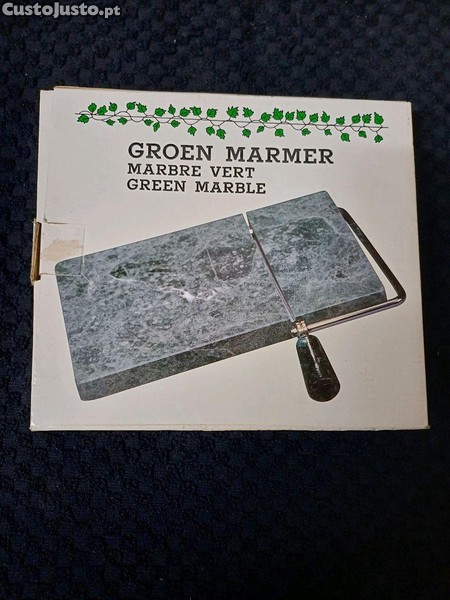 CustoJusto.pt
GROEN MARMER
MARBRE VERT
GREEN MARBLE